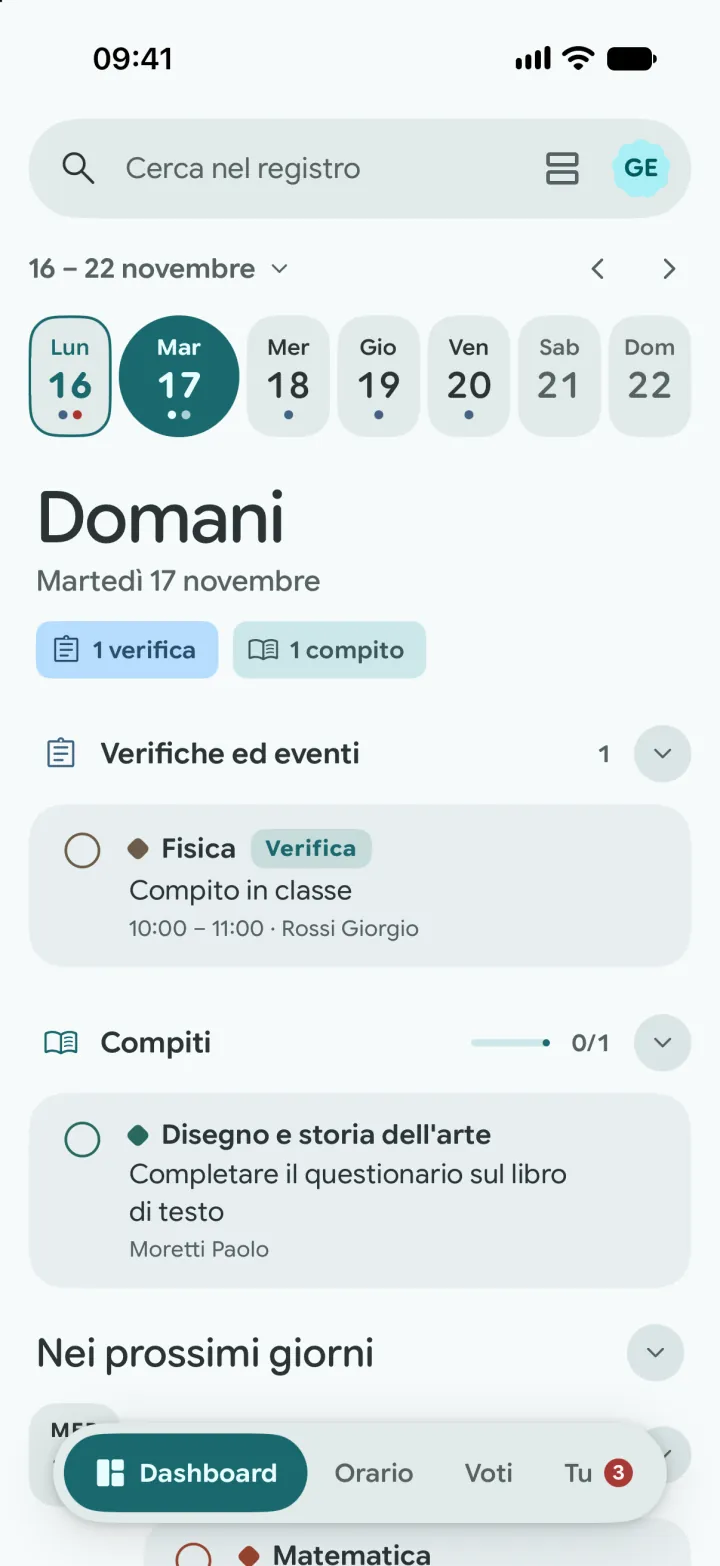 09:41
Cerca nel registro
GE
16 – 22 novembre
Lun Mar Mer Gio Ven Sab Dom
16 17 18 19 20 21 22
Domani
Martedì 17 novembre
1 verifica 1 compito
Verifiche ed eventi 1
Fisica Verifica
Compito in classe
10:00 – 11:00 · Rossi Giorgio
Compiti 0/1
Disegno e storia dell'arte
Completare il questionario sul libro
di testo
Moretti Paolo
Nei prossimi giorni
Dashboard Orario Voti Tu 3
Matematica